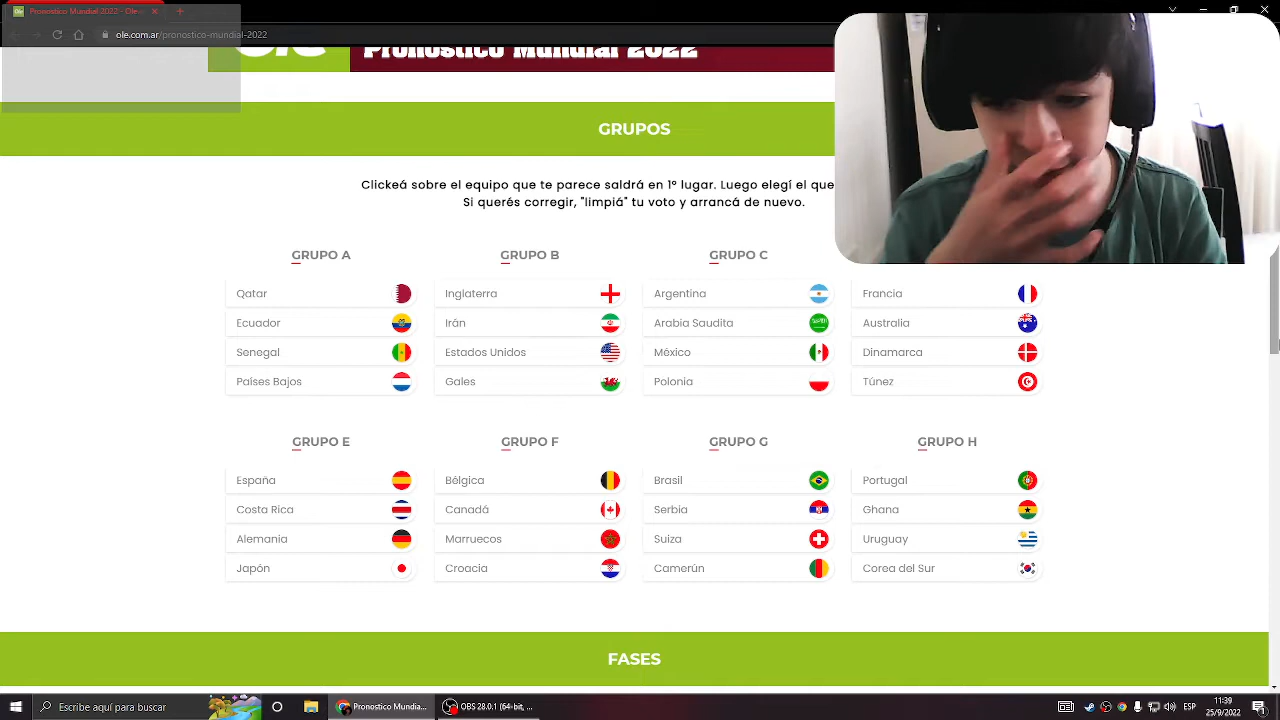 Pronostico Mundial 2022 - Ole
ole.com.ar/pronostico-mundial-2022
Pronostico Mundial 2022
GRUPOS
Clickeá sobre el equipo que te parece saldrá en 1° lugar. Luego elegí el que
Si querés corregir, "limpiá" tu voto y arrancá de nuevo.
GRUPO A
Qatar
Ecuador
Senegal
Países Bajos
GRUPO B
Inglaterra
Irán
Estados Unidos
Gales
GRUPO C
Argentina
Arabia Saudita
México
Polonia
Francia
Australia
Dinamarca
Túnez
GRUPO E
España
Costa Rica
Alemania
Japón
GRUPO F
Bélgica
Canadá
Marruecos
Croacia
GRUPO G
Brasil
Serbia
Suiza
Camerún
GRUPO H
Portugal
Ghana
Uruguay
Corea del Sur
FASES
Escribe aquí para buscar
Pronostico Mundia...
OBS 28.0.1 (64-bit...
ESP
11:39
25/9/2022